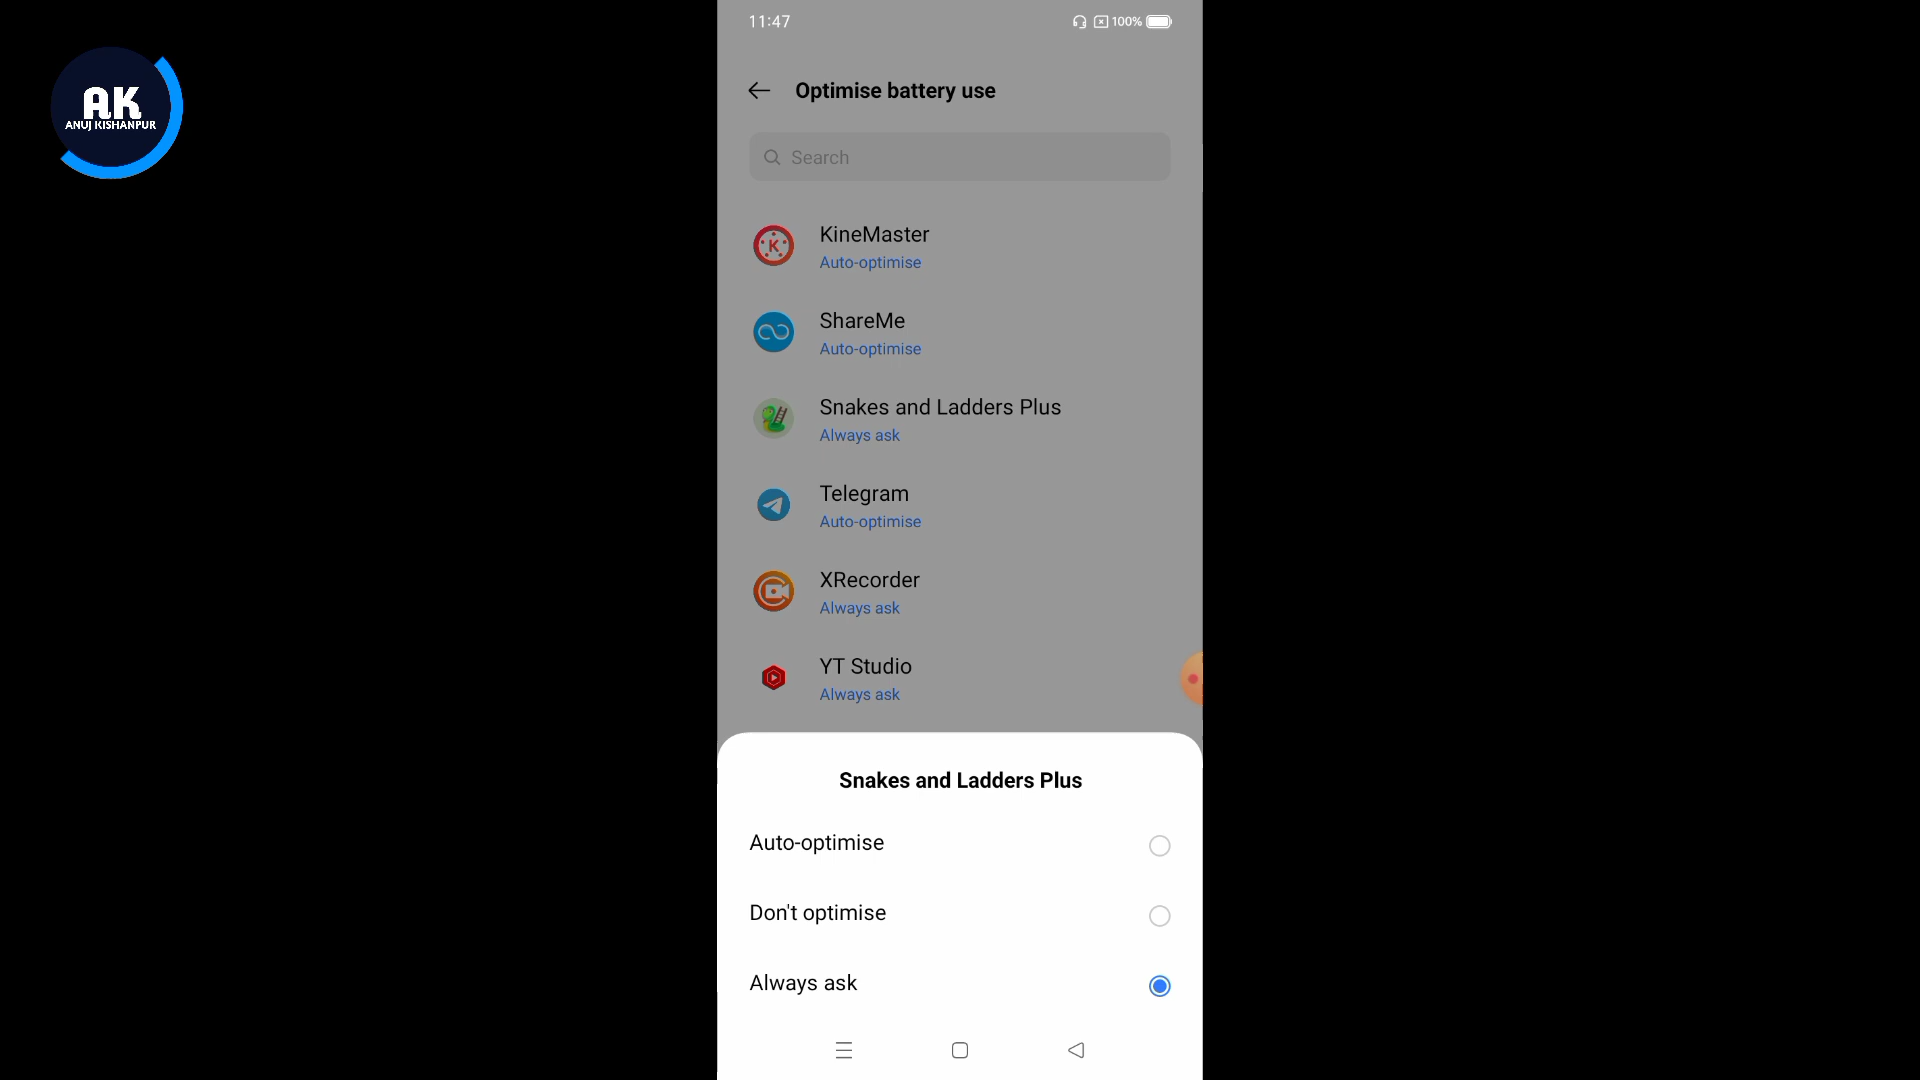 AK
ANUJ KISHANPUR
11:47
100%
Optimise battery use
Search
KineMaster
Auto-optimise
ShareMe
Auto-optimise
Snakes and Ladders Plus
Always ask
Telegram
Auto-optimise
XRecorder
Always ask
YT Studio
Always ask
Snakes and Ladders Plus
Auto-optimise
Don't optimise
Always ask